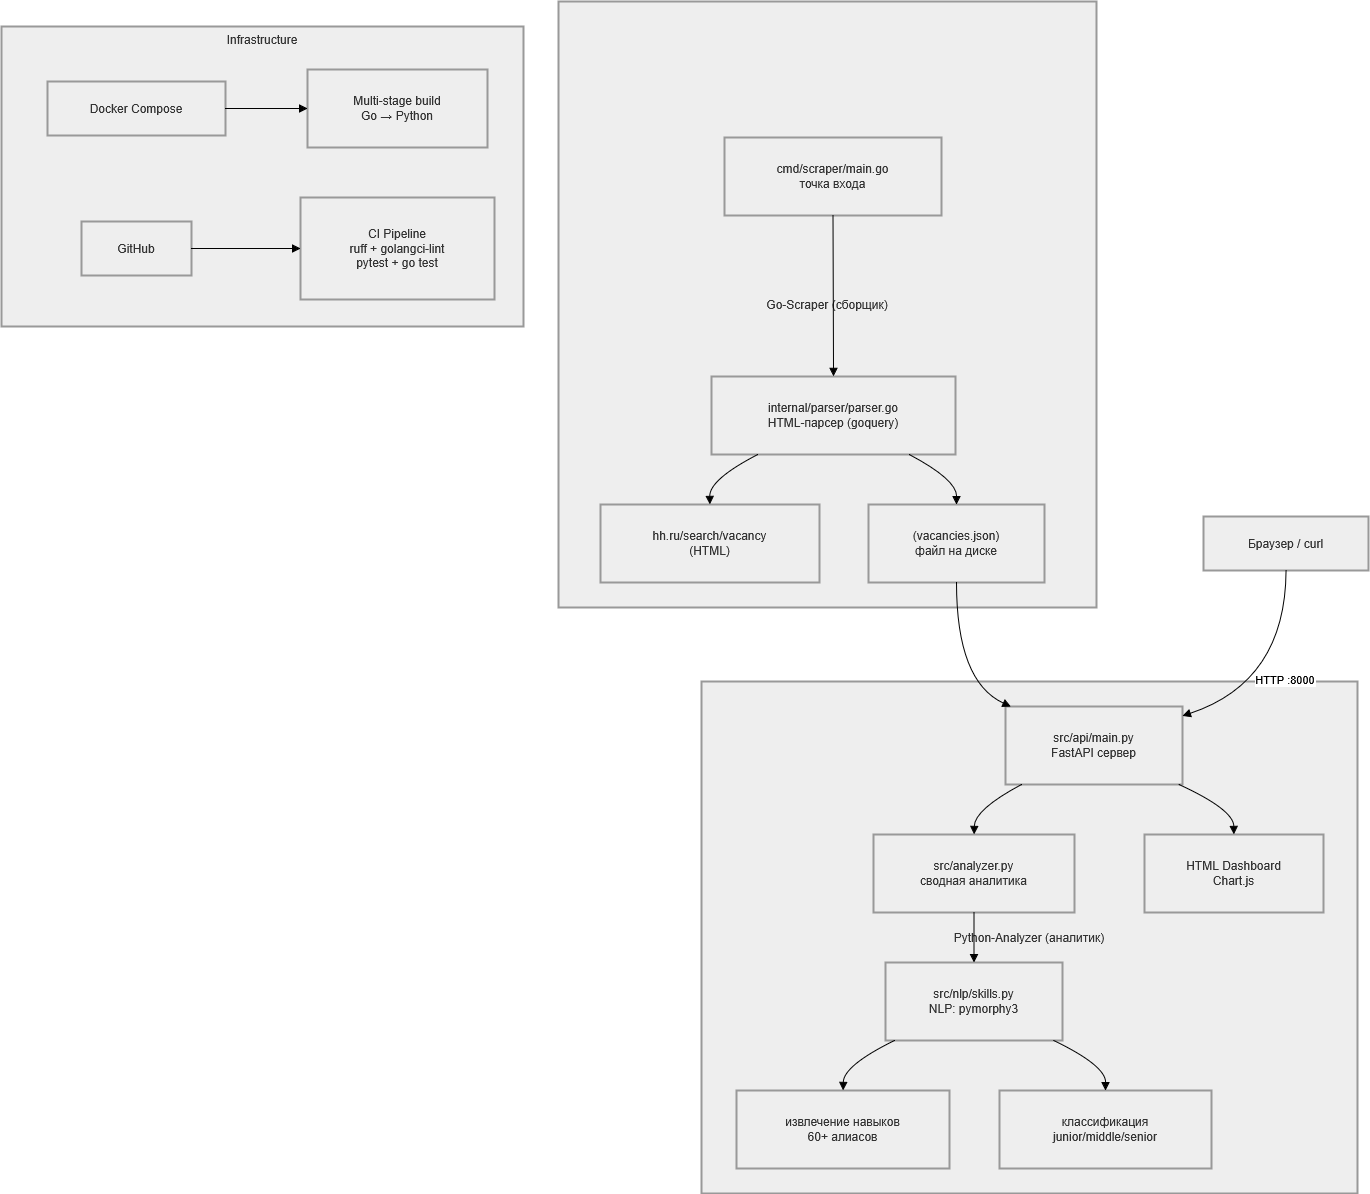 Infrastructure
Docker Compose
Multi-stage build
Go → Python
GitHub
CI Pipeline
ruff + golangci-lint
pytest + go test
cmd/scraper/main.go
точка входа
Go-Scraper (сборщик)
internal/parser/parser.go
HTML-парсер (goquery)
hh.ru/search/vacancy
(HTML)
(vacancies.json)
файл на диске
Браузер / curl
HTTP :8000
src/api/main.py
FastAPI сервер
src/analyzer.py
сводная аналитика
HTML Dashboard
Chart.js
Python-Analyzer (аналитик)
src/nlp/skills.py
NLP: pymorphy3
извлечение навыков
60+ алиасов
классификация
junior/middle/senior